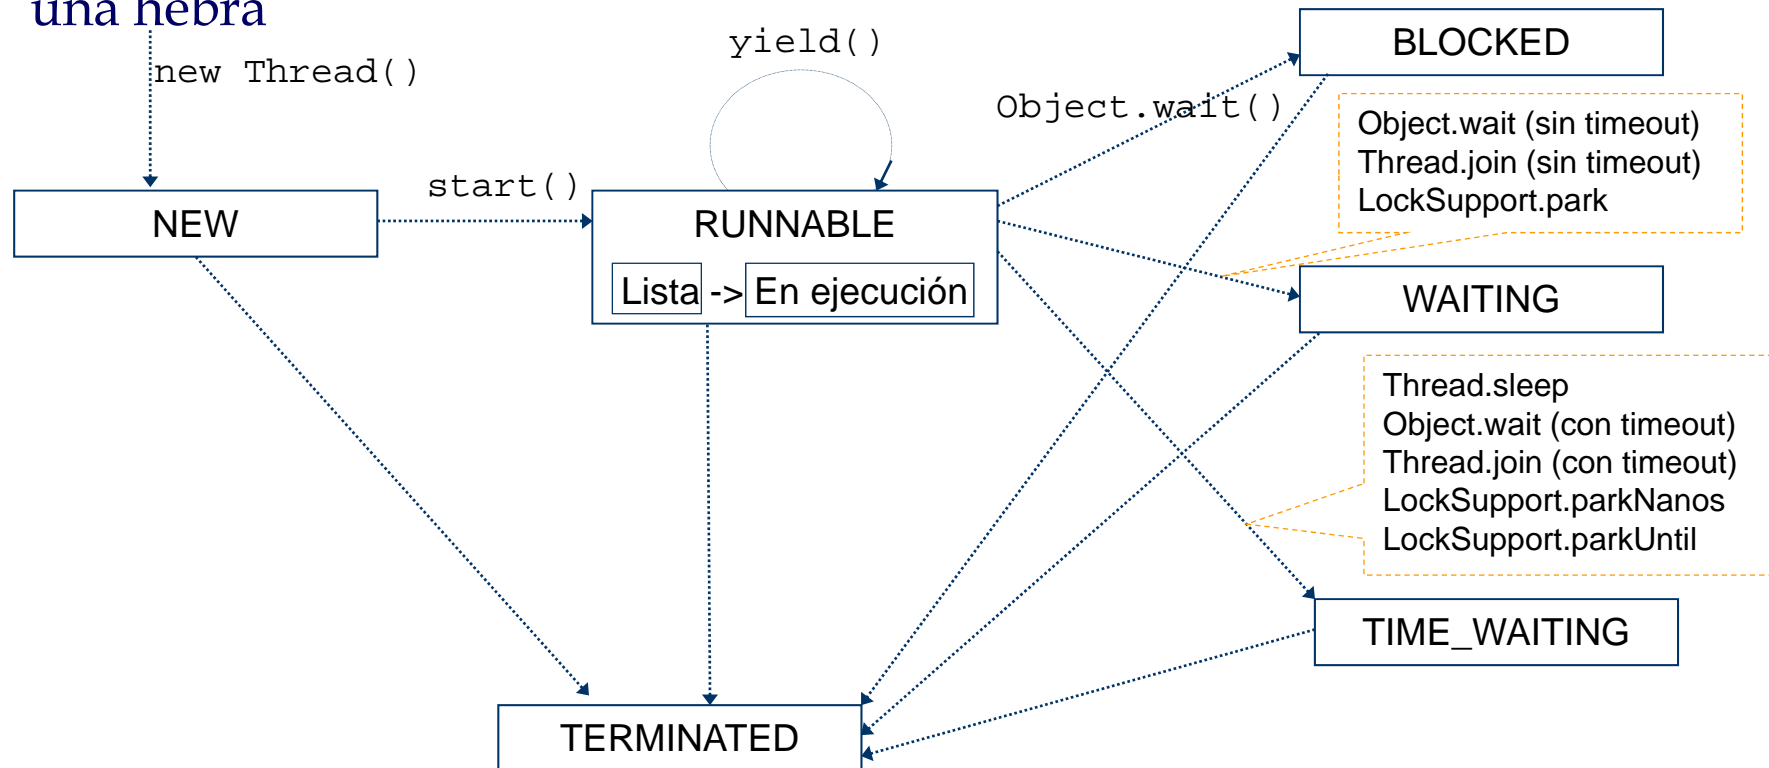 una hebra
new Thread()
yield()
BLOCKED
Object.wait()
Object.wait (sin timeout)
Thread.join (sin timeout)
LockSupport.park
start()
NEW
RUNNABLE
Lista -> En ejecución
WAITING
Thread.sleep
Object.wait (con timeout)
Thread.join (con timeout)
LockSupport.parkNanos
LockSupport.parkUntil
TIME_WAITING
TERMINATED